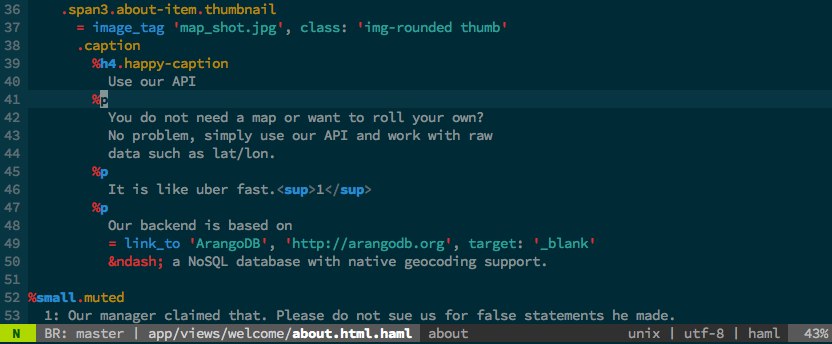 36 .span3.about-item.thumbnail
37 = image_tag 'map_shot.jpg', class: 'img-rounded thumb'
38 .caption
39 %h4.happy-caption
40 Use our API
41 %p
42 You do not need a map or want to roll your own?
43 No problem, simply use our API and work with raw
44 data such as lat/lon.
45 %p
46 It is like uber fast.<sup>1</sup>
47 %p
48 Our backend is based on
49 = link_to 'ArangoDB', 'http://arangodb.org', target: '_blank'
50 &ndash; a NoSQL database with native geocoding support.
51
52 %small.muted
53 1: Our manager claimed that. Please do not sue us for false statements he made.
N BR: master | app/views/welcome/about.html.haml about unix | utf-8 | haml 43%